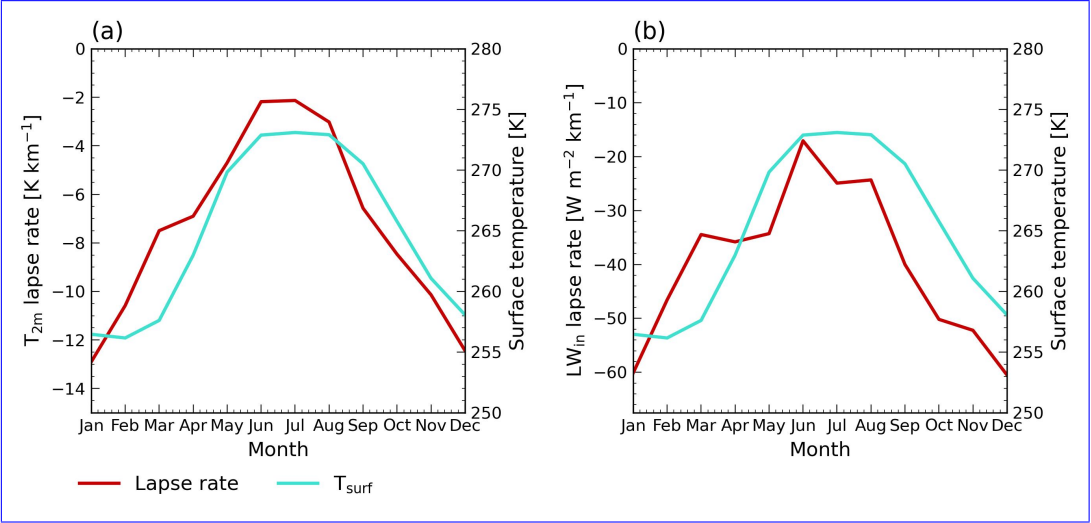 (a)
(b)
0
−2
−4
−6
−8
−10
−12
−14
T2m lapse rate [K km−1]
280
275
270
265
260
255
250
Surface temperature [K]
Jan Feb Mar Apr May Jun Jul Aug Sep Oct Nov Dec
Month
0
−10
−20
−30
−40
−50
−60
LWin lapse rate [W m−2 km−1]
280
275
270
265
260
255
250
Surface temperature [K]
Jan Feb Mar Apr May Jun Jul Aug Sep Oct Nov Dec
Month
Lapse rate
Tsurf